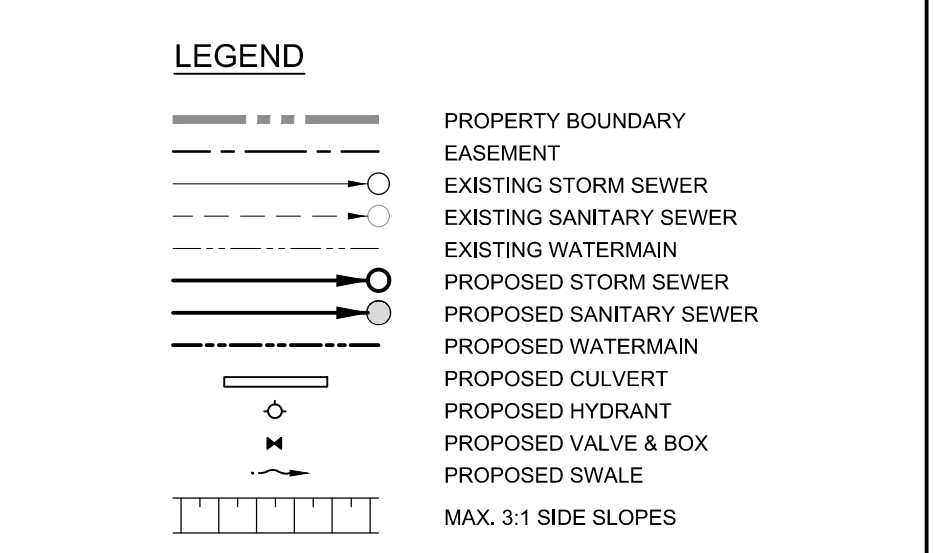 LEGEND
PROPERTY BOUNDARY
EASEMENT
EXISTING STORM SEWER
EXISTING SANITARY SEWER
EXISTING WATERMAIN
PROPOSED STORM SEWER
PROPOSED SANITARY SEWER
PROPOSED WATERMAIN
PROPOSED CULVERT
PROPOSED HYDRANT
PROPOSED VALVE & BOX
PROPOSED SWALE
MAX. 3:1 SIDE SLOPES